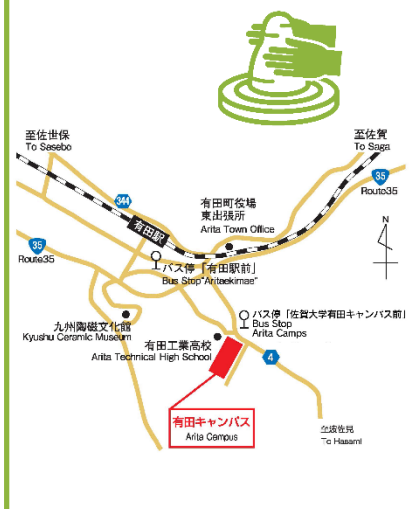 至佐世保
To Sasebo
至佐賀
To Saga
35
Route35
344
有田町役場
東出張所
Arita Town Office
有田駅
N
35
Route35
バス停「有田駅前」
Bus Stop"Aritaekimae"
九州陶磁文化館
Kyushu Ceramic Museum
バス停「佐賀大学有田キャンパス前」
Bus Stop
Arita Camps
有田工業高校
Arita Technical High School
4
有田キャンパス
Arita Campus
至波佐見
To Hasami